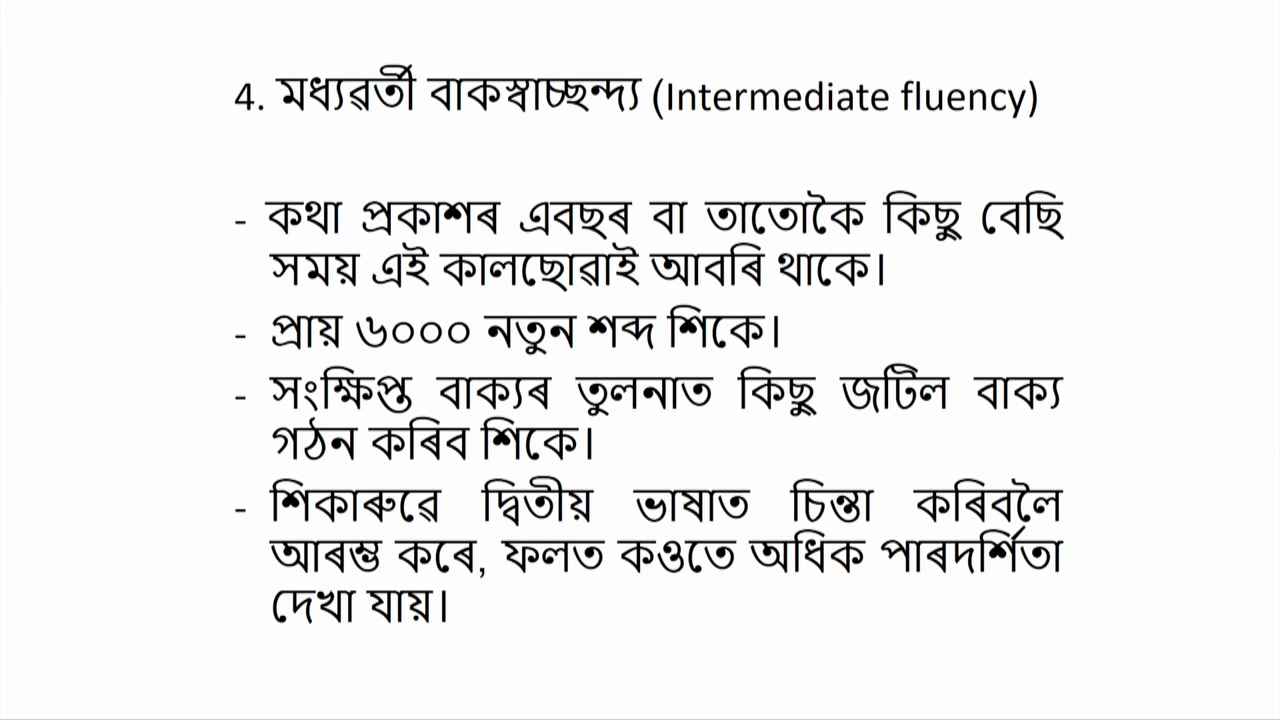 4. মধ্যৱৰ্তী বাকস্বাচ্ছন্দ্য (Intermediate fluency)
- কথা প্ৰকাশৰ এবছৰ বা তাতোকৈ কিছু বেছি
সময় এই কালছোৱাই আবৰি থাকে।
- প্ৰায় ৬০০০ নতুন শব্দ শিকে।
- সংক্ষিপ্ত বাক্যৰ তুলনাত কিছু জটিল বাক্য
গঠন কৰিব শিকে।
- শিকাৰুৱে দ্বিতীয় ভাষাত চিন্তা কৰিবলৈ
আৰম্ভ কৰে, ফলত কওতে অধিক পাৰদৰ্শিতা
দেখা যায়।